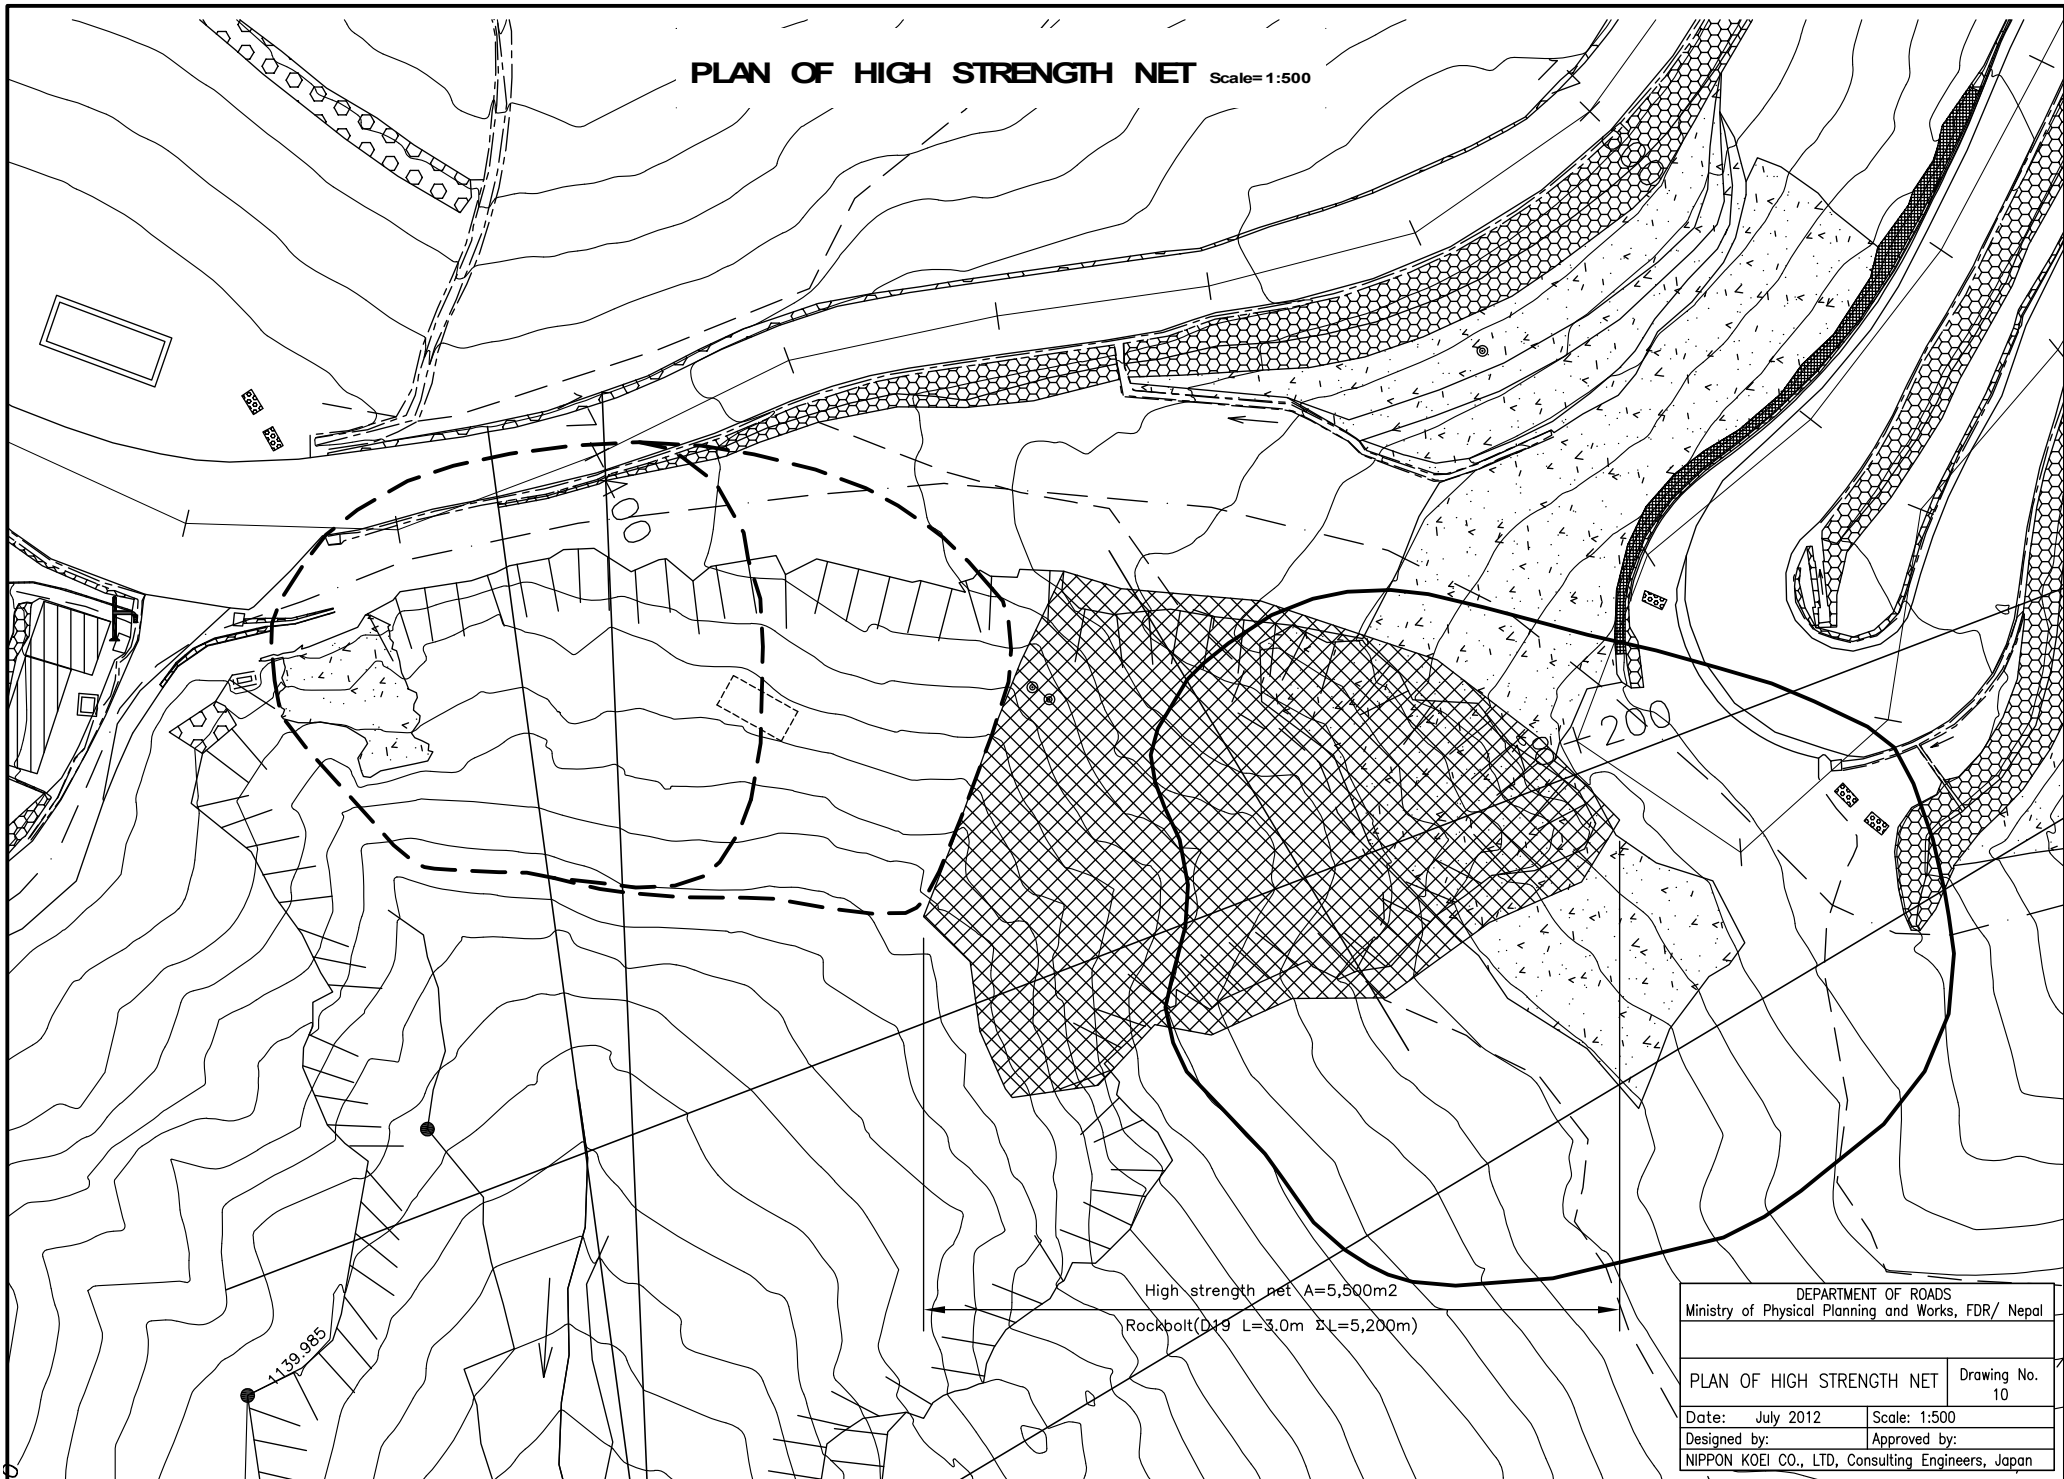 PLAN OF HIGH STRENGTH NET Scale=1:500
200
1139.985
High strength net A=5,500m2
Rockbolt(D19 L=3.0m ΣL=5,200m)
DEPARTMENT OF ROADS
Ministry of Physical Planning and Works, FDR/ Nepal
PLAN OF HIGH STRENGTH NET
Drawing No.
10
Date: July 2012
Scale: 1:500
Designed by:
Approved by:
NIPPON KOEI CO., LTD, Consulting Engineers, Japan